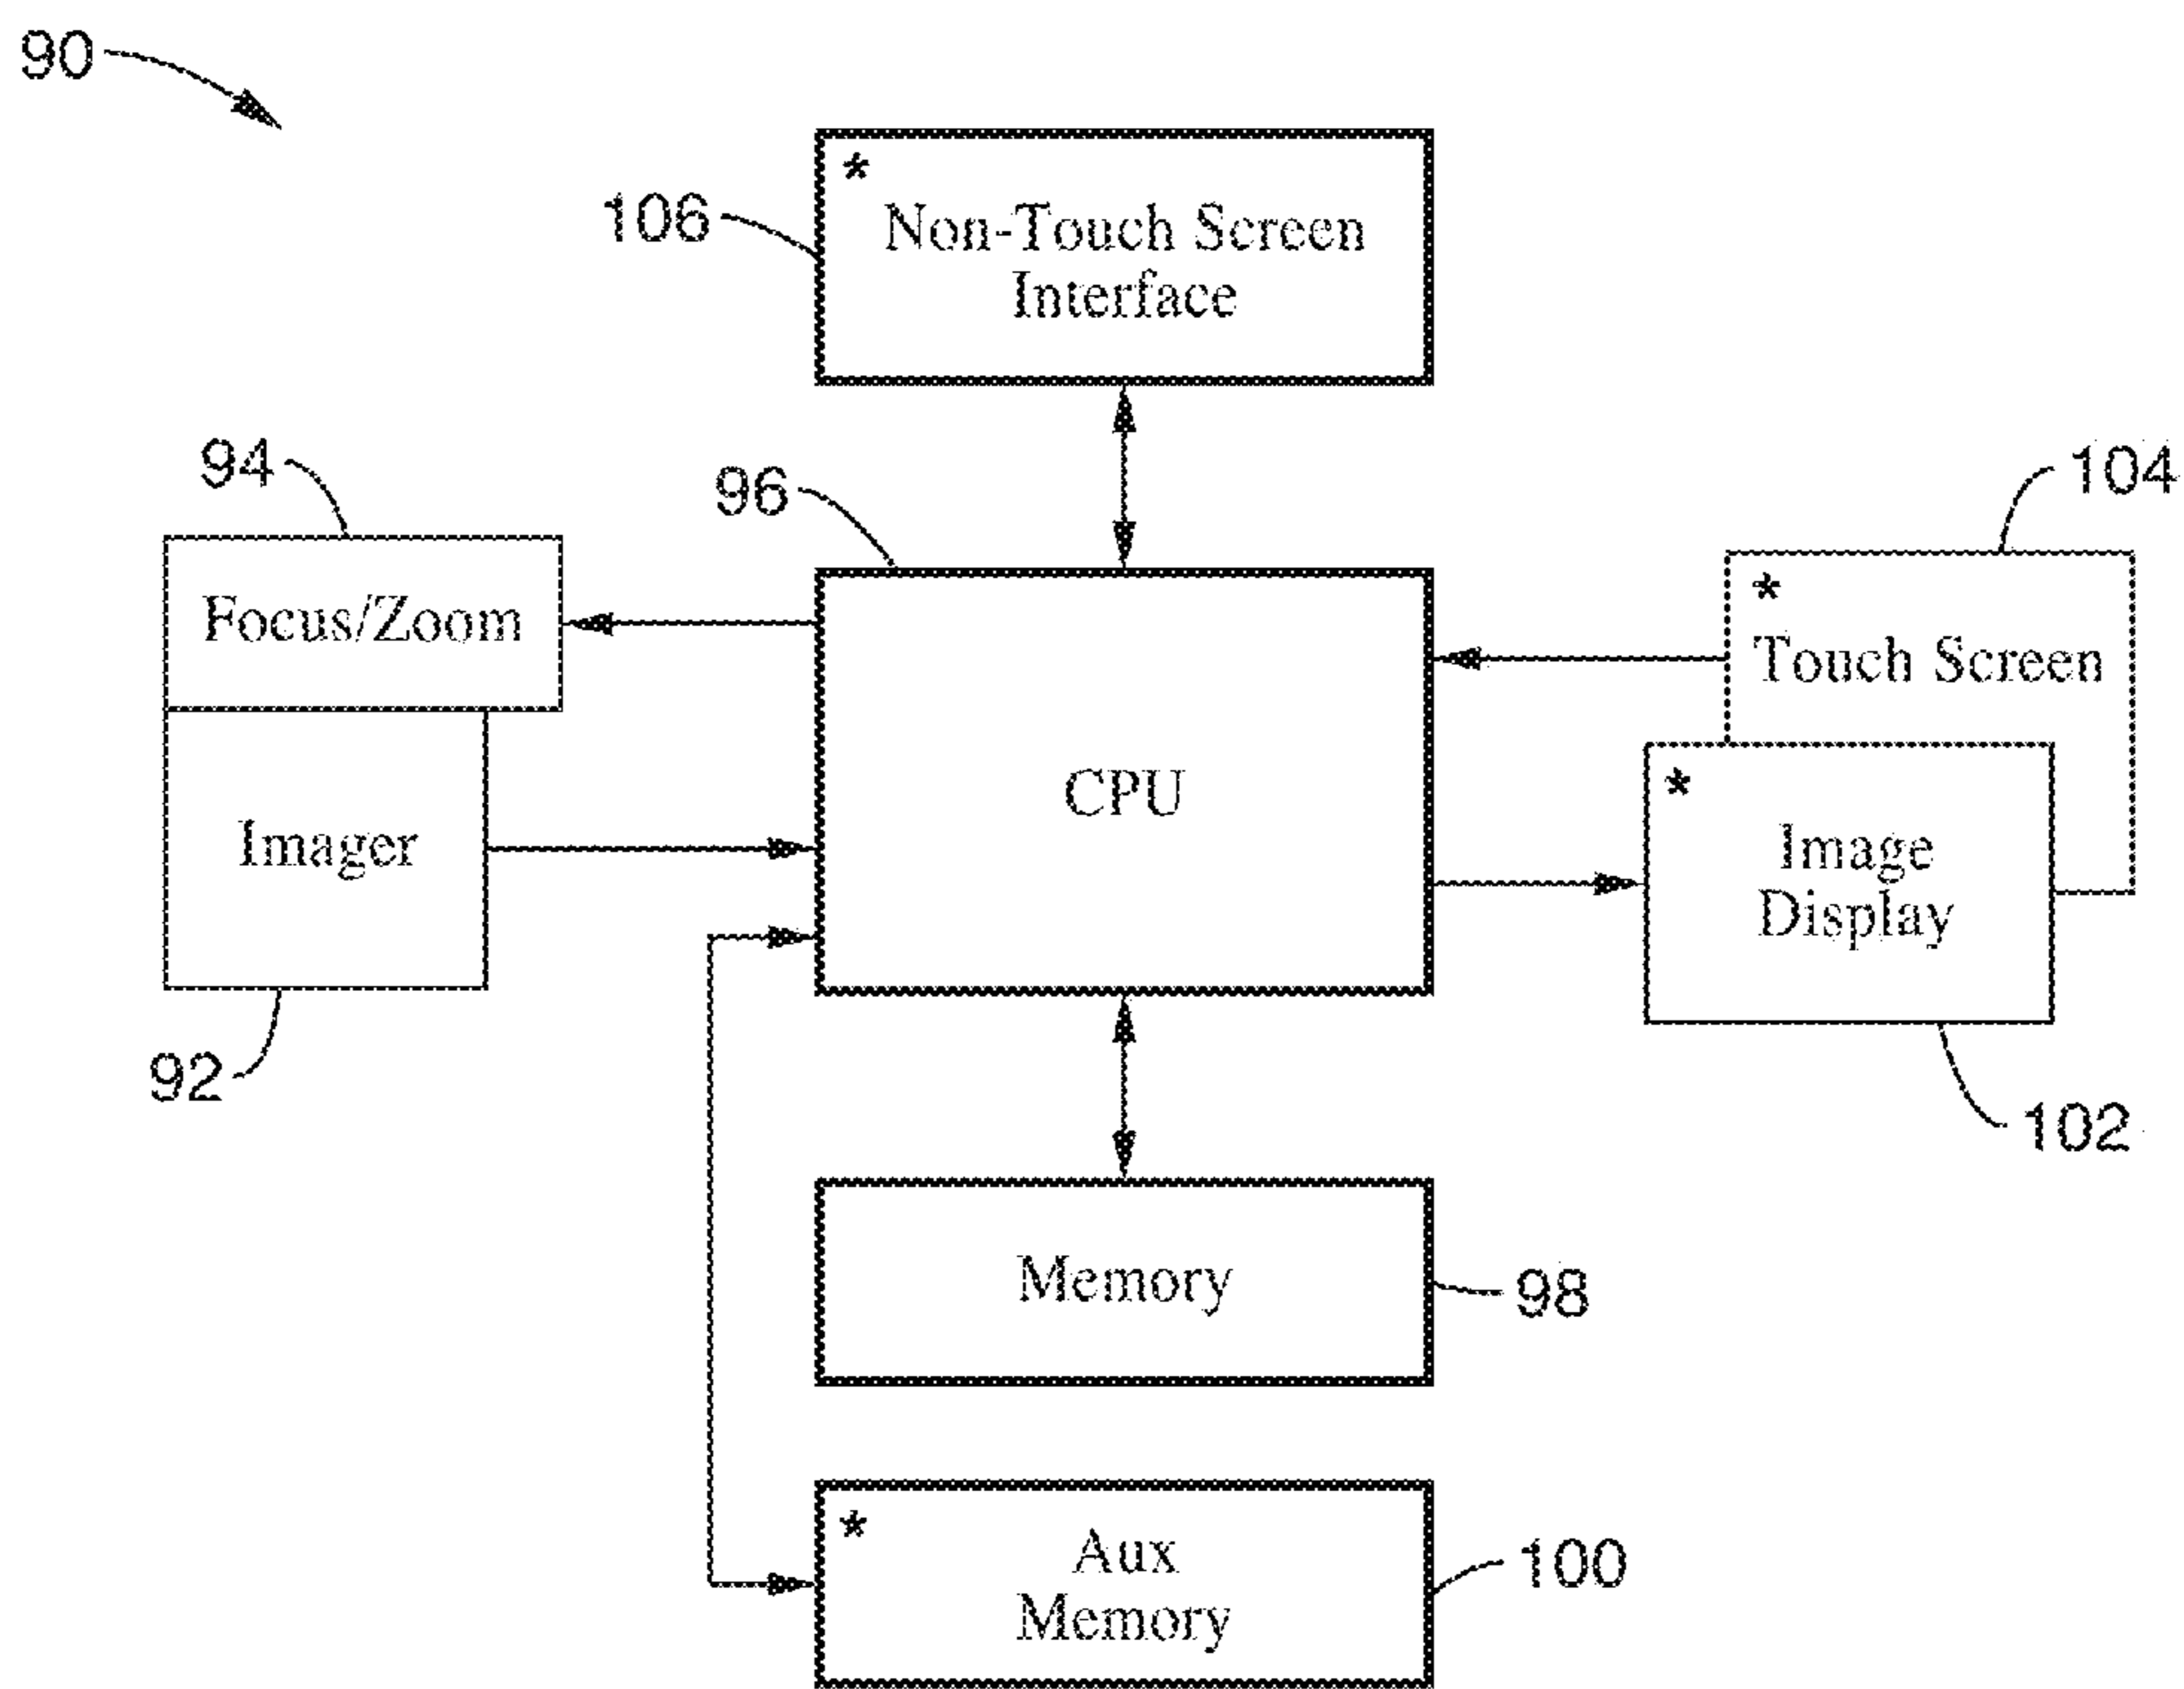 90
*
106
Non-Touch Screen
Interface
94
96
104
Focus/Zoom
*
Touch Screen
CPU
*
Imager
Image
Display
92
102
Memory
98
*
Aux
Memory
100